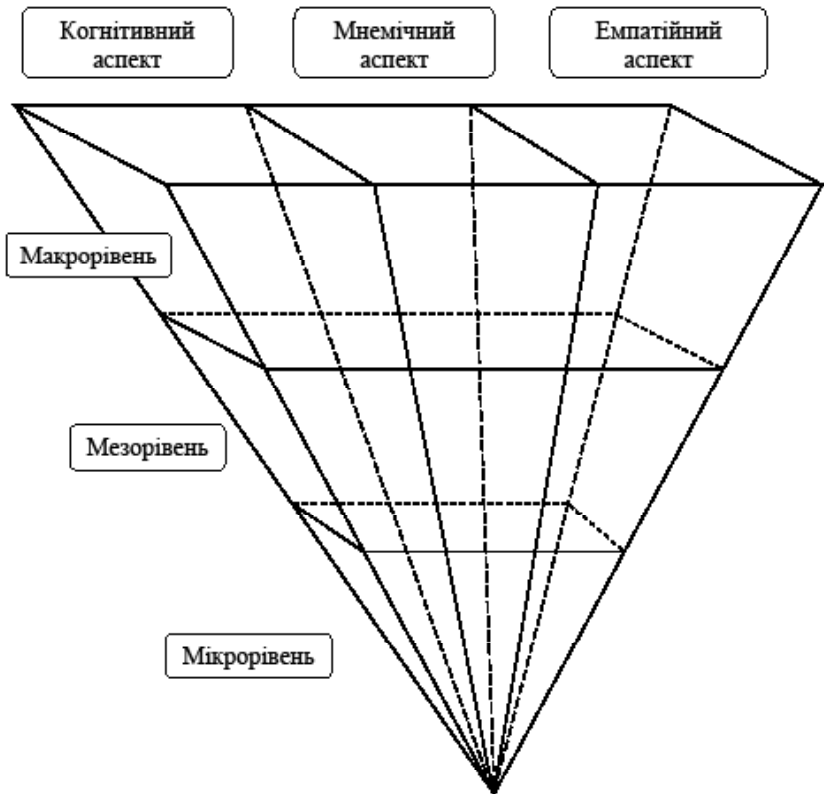 Когнітивний
аспект
Мнемічний
аспект
Емпатійний
аспект
Макрорівень
Мезорівень
Мікрорівень